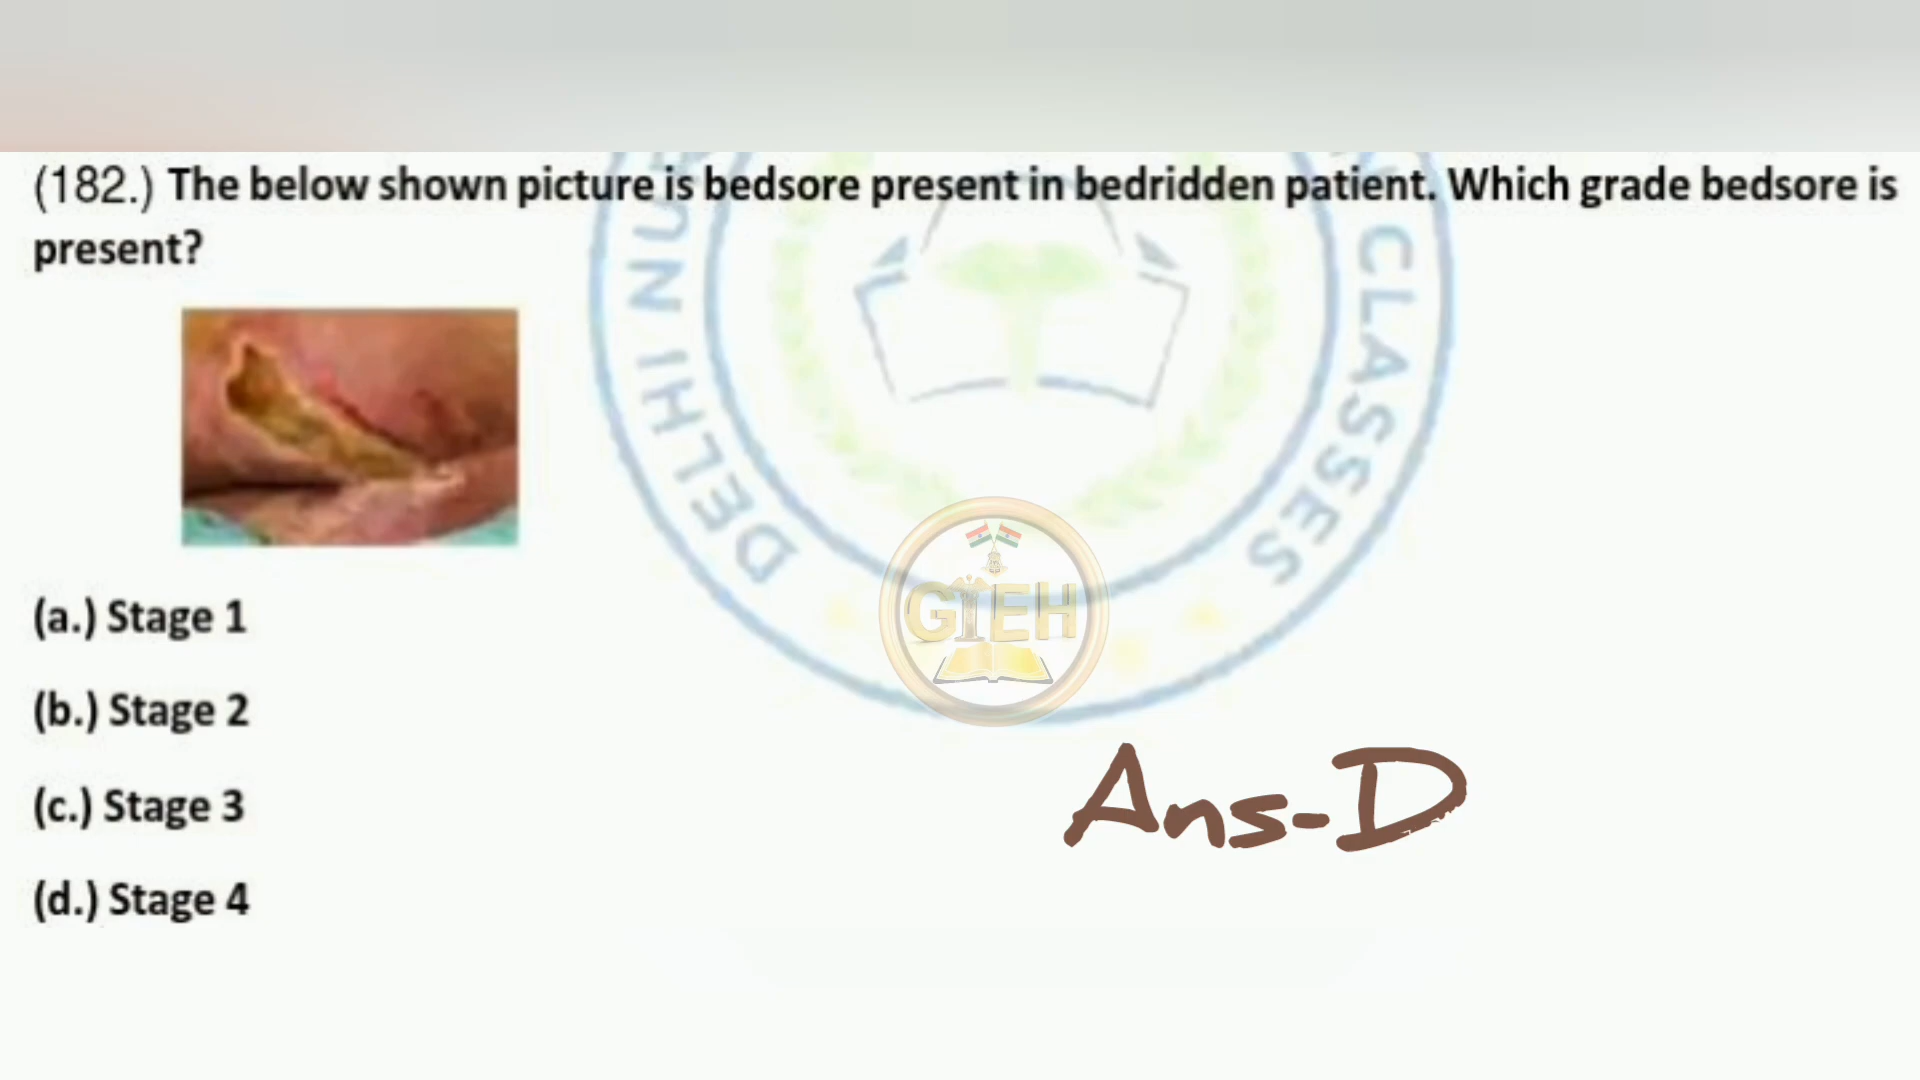 (182.) The below shown picture is bedsore present in bedridden patient. Which grade bedsore is
present?
(a.) Stage 1
(b.) Stage 2
(c.) Stage 3
(d.) Stage 4
Ans-D
GIEH
DELHI NU
CLASSES